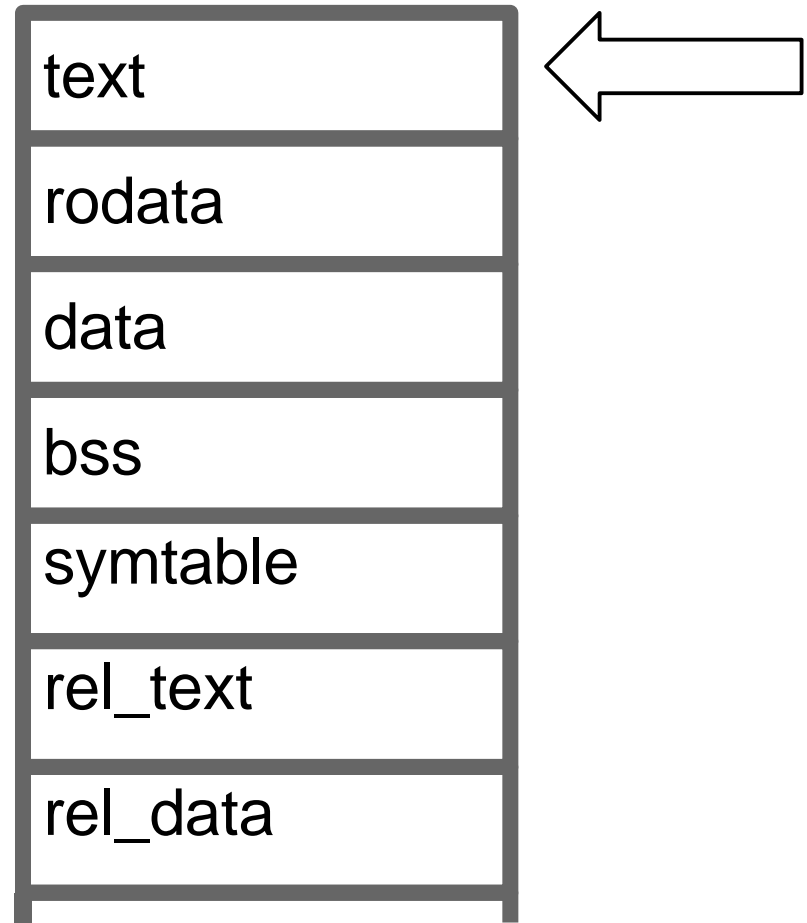 text
rodata
data
bss
symtable
rel_text
rel_data